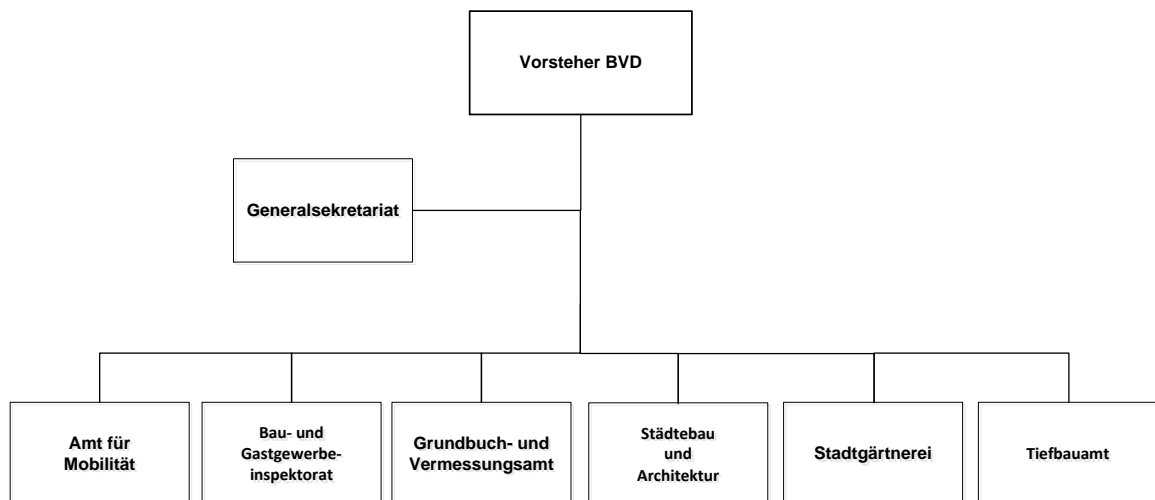 Vorsteher BVD
Generalsekretariat
Amt für
Mobilität
Bau- und
Gastgewerbe-
inspektorat
Grundbuch- und
Vermessungsamt
Städtebau
und
Architektur
Stadtgärtnerei
Tiefbauamt